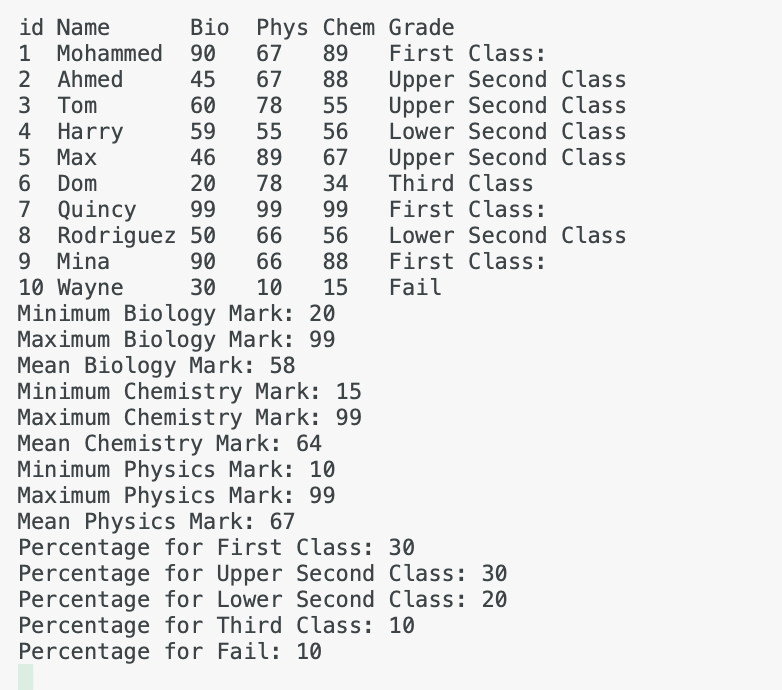 id Name      Bio  Phys Chem Grade
1  Mohammed  90   67   89   First Class:
2  Ahmed     45   67   88   Upper Second Class
3  Tom       60   78   55   Upper Second Class
4  Harry     59   55   56   Lower Second Class
5  Max       46   89   67   Upper Second Class
6  Dom       20   78   34   Third Class
7  Quincy    99   99   99   First Class:
8  Rodriguez 50   66   56   Lower Second Class
9  Mina      90   66   88   First Class:
10 Wayne     30   10   15   Fail
Minimum Biology Mark: 20
Maximum Biology Mark: 99
Mean Biology Mark: 58
Minimum Chemistry Mark: 15
Maximum Chemistry Mark: 99
Mean Chemistry Mark: 64
Minimum Physics Mark: 10
Maximum Physics Mark: 99
Mean Physics Mark: 67
Percentage for First Class: 30
Percentage for Upper Second Class: 30
Percentage for Lower Second Class: 20
Percentage for Third Class: 10
Percentage for Fail: 10